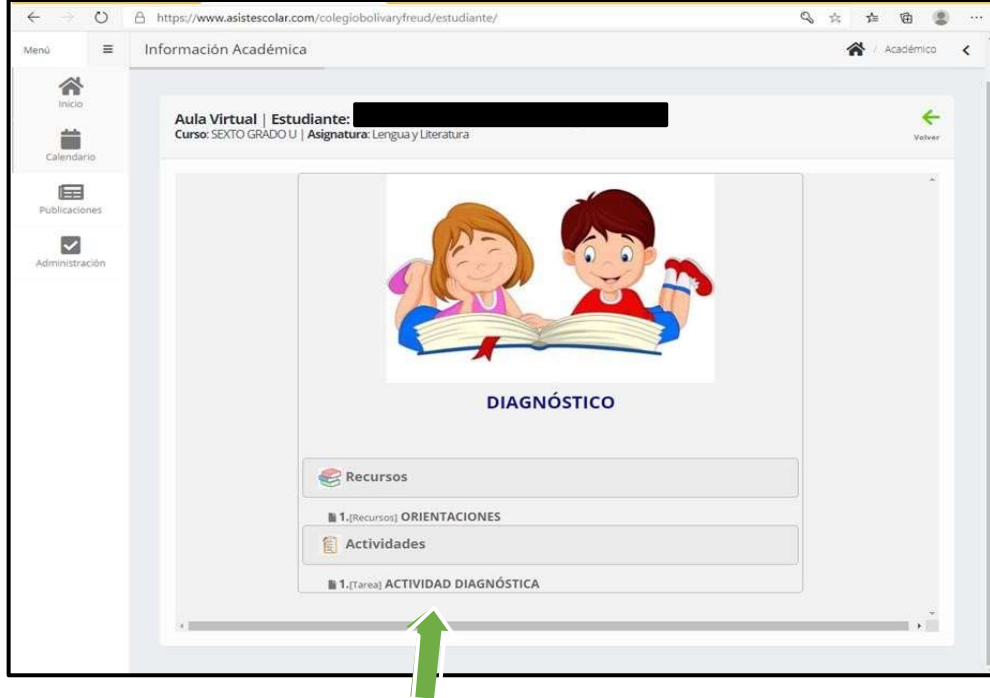 https://www.asistescolar.com/colegiobolivaryfreud/estudiante/
Menú
Información Académica
/ Académico
Inicio
Calendario
Publicaciones
Administración
Aula Virtual | Estudiante:
Curso: SEXTO GRADO U | Asignatura: Lengua y Literatura
Volver
DIAGNÓSTICO
Recursos
1.[Recursos] ORIENTACIONES
Actividades
1.[Tarea] ACTIVIDAD DIAGNÓSTICA